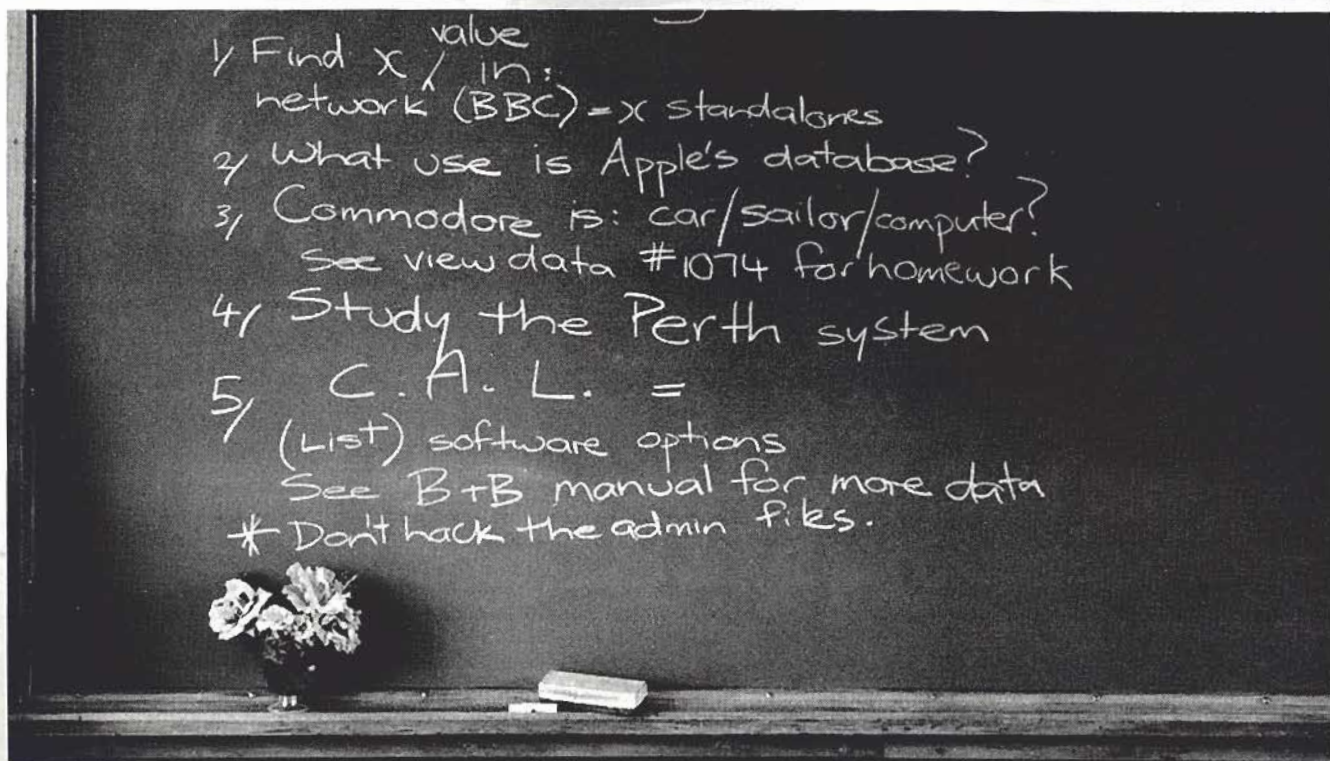 1/ Find x value in:
network (BBC) = x standalones
2/ What use is Apple's database?
3/ Commodore is: car/sailor/computer?
See view data #1074 for homework
4/ Study the Perth system
5/ C.A.L. =
(List) software options
See B+B manual for more data
* Don't hack the admin files.